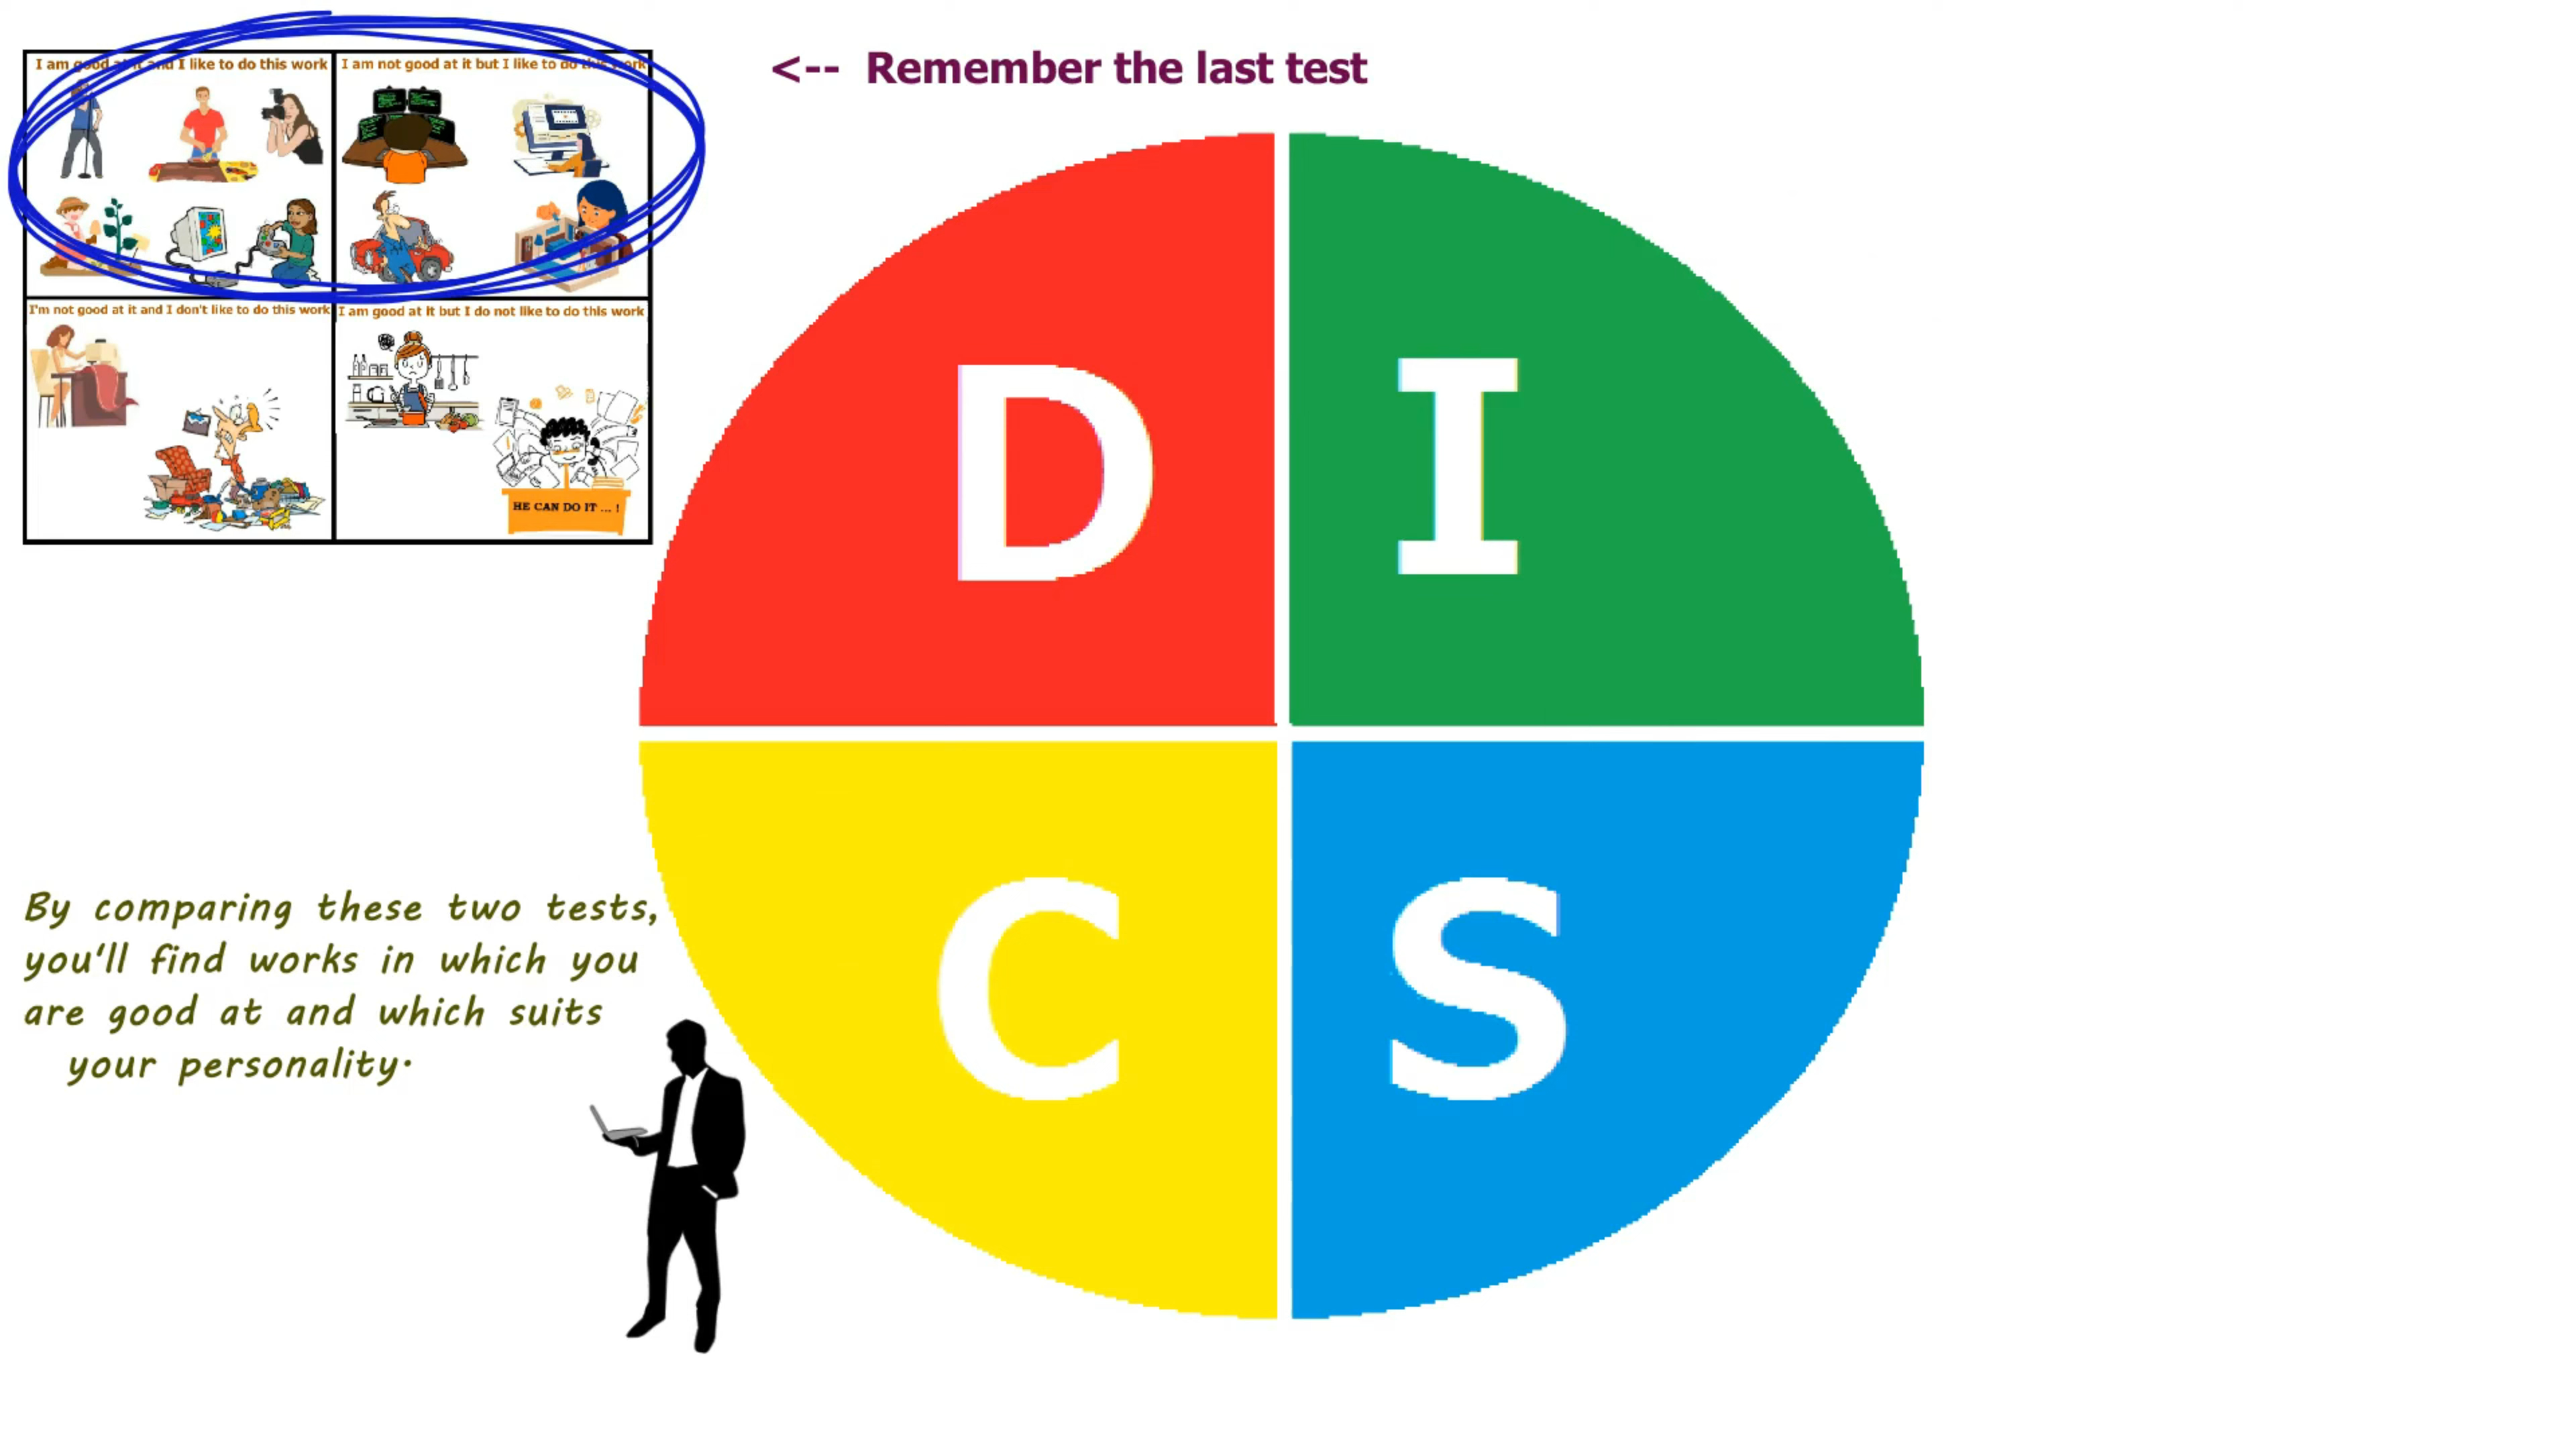 <-- Remember the last test
I am good at it and I like to do this work
I am not good at it but I like to do this work
I'm not good at it and I don't like to do this work
I am good at it but I do not like to do this work
HE CAN DO IT ... !
D
I
C
S
By comparing these two tests,
you'll find works in which you
are good at and which suits
your personality.